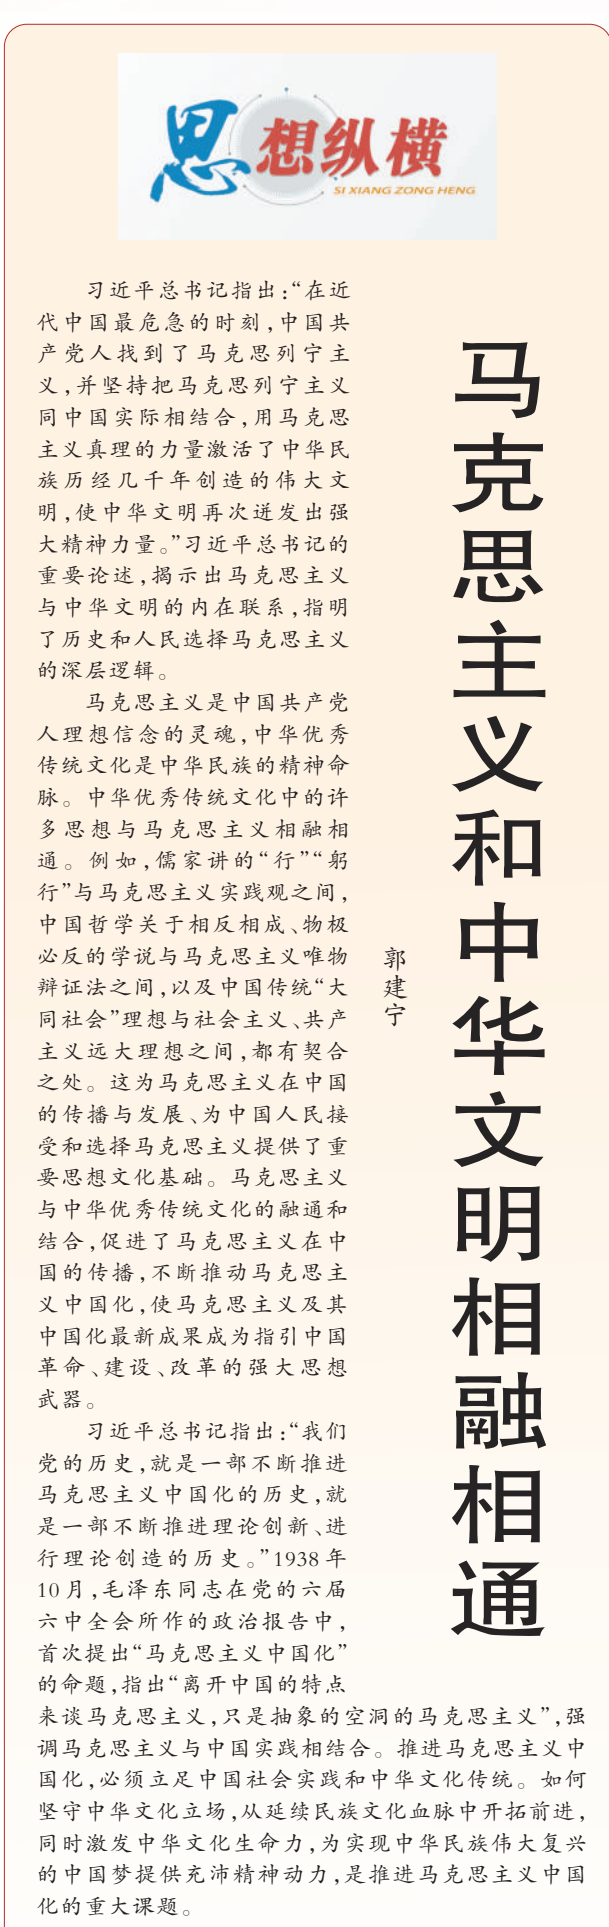 思想纵横
SI XIANG ZONG HENG
马克思主义和中华文明相融相通
郭建宁
习近平总书记指出：“在近
代中国最危急的时刻，中国共
产党人找到了马克思列宁主
义，并坚持把马克思列宁主义
同中国实际相结合，用马克思
主义真理的力量激活了中华民
族历经几千年创造的伟大文
明，使中华文明再次迸发出强
大精神力量。”习近平总书记的
重要论述，揭示出马克思主义
与中华文明的内在联系，指明
了历史和人民选择马克思主义
的深层逻辑。
马克思主义是中国共产党
人理想信念的灵魂，中华优秀
传统文化是中华民族的精神命
脉。中华优秀传统文化中的许
多思想与马克思主义相融相
通。例如，儒家讲的“行”“躬
行”与马克思主义实践观之间，
中国哲学关于相反相成、物极
必反的学说与马克思主义唯物
辩证法之间，以及中国传统“大
同社会”理想与社会主义、共产
主义远大理想之间，都有契合
之处。这为马克思主义在中国
的传播与发展、为中国人民接
受和选择马克思主义提供了重
要思想文化基础。马克思主义
与中华优秀传统文化的融通和
结合，促进了马克思主义在中
国的传播，不断推动马克思主
义中国化，使马克思主义及其
中国化最新成果成为指引中国
革命、建设、改革的强大思想
武器。
习近平总书记指出：“我们
党的历史，就是一部不断推进
马克思主义中国化的历史，就
是一部不断推进理论创新、进
行理论创造的历史。”1938年
10月，毛泽东同志在党的六届
六中全会所作的政治报告中，
首次提出“马克思主义中国化”
的命题，指出“离开中国的特点
来谈马克思主义，只是抽象的空洞的马克思主义”，强
调马克思主义与中国实践相结合。推进马克思主义中
国化，必须立足中国社会实践和中华文化传统。如何
坚守中华文化立场，从延续民族文化血脉中开拓前进，
同时激发中华文化生命力，为实现中华民族伟大复兴
的中国梦提供充沛精神动力，是推进马克思主义中国
化的重大课题。